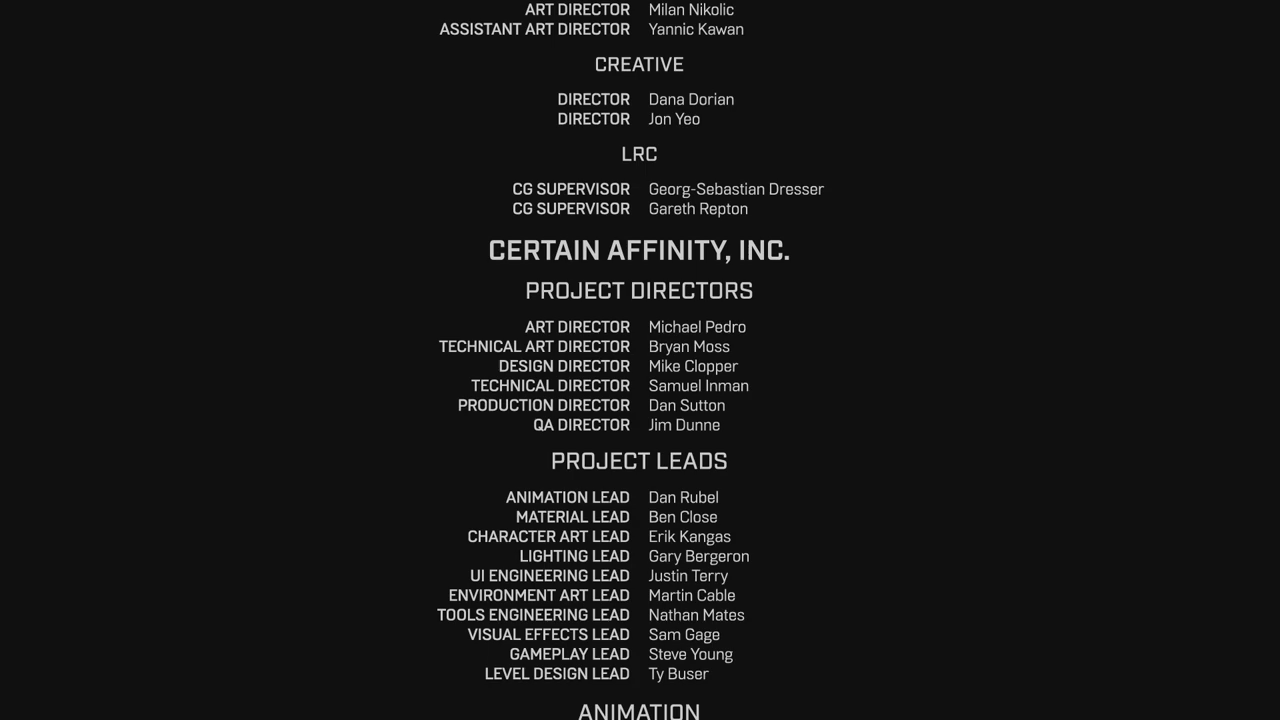 ART DIRECTOR Milan Nikolic
ASSISTANT ART DIRECTOR Yannic Kawan
CREATIVE
DIRECTOR Dana Dorian
DIRECTOR Jon Yeo
LRC
CG SUPERVISOR Georg-Sebastian Dresser
CG SUPERVISOR Gareth Repton
CERTAIN AFFINITY, INC.
PROJECT DIRECTORS
ART DIRECTOR Michael Pedro
TECHNICAL ART DIRECTOR Bryan Moss
DESIGN DIRECTOR Mike Clopper
TECHNICAL DIRECTOR Samuel Inman
PRODUCTION DIRECTOR Dan Sutton
QA DIRECTOR Jim Dunne
PROJECT LEADS
ANIMATION LEAD Dan Rubel
MATERIAL LEAD Ben Close
CHARACTER ART LEAD Erik Kangas
LIGHTING LEAD Gary Bergeron
UI ENGINEERING LEAD Justin Terry
ENVIRONMENT ART LEAD Martin Cable
TOOLS ENGINEERING LEAD Nathan Mates
VISUAL EFFECTS LEAD Sam Gage
GAMEPLAY LEAD Steve Young
LEVEL DESIGN LEAD Ty Buser
ANIMATION